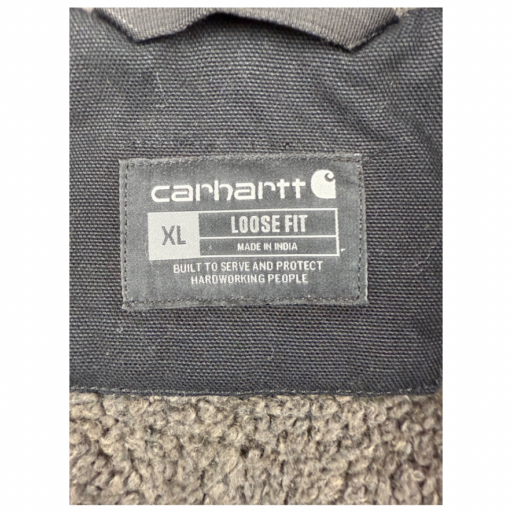 carhartt
XL
LOOSE FIT
MADE IN INDIA
BUILT TO SERVE AND PROTECT
HARDWORKING PEOPLE